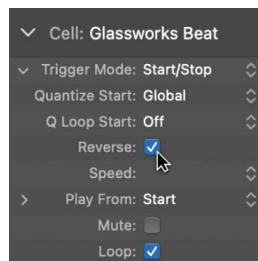 Cell: Glassworks Beat
Trigger Mode: Start/Stop
Quantize Start: Global
Q Loop Start: Off
Reverse:
Speed:
Play From: Start
Mute:
Loop: